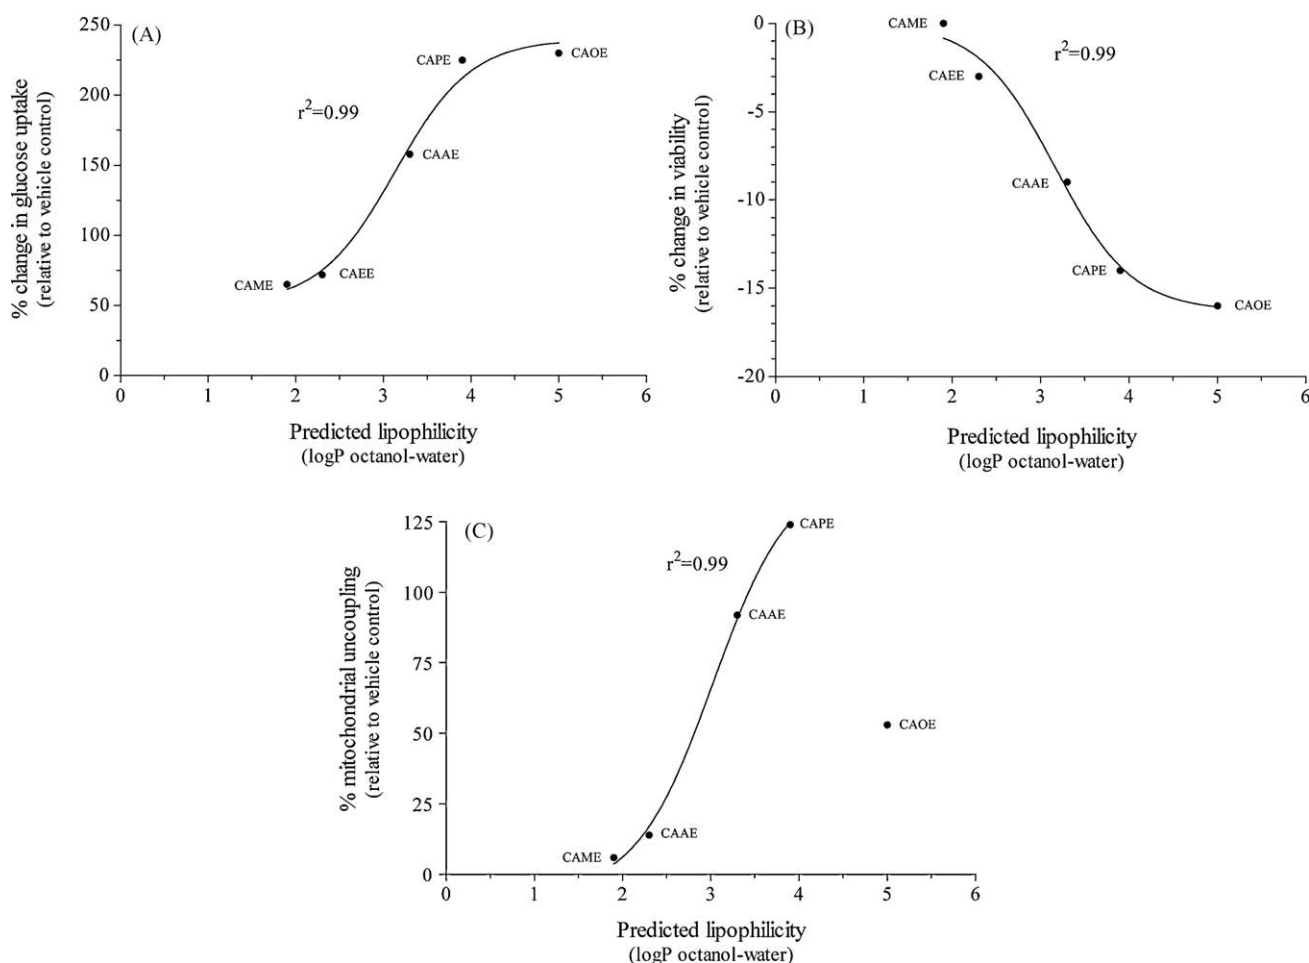 (A)
250
200
150
100
50
0
% change in glucose uptake
(relative to vehicle control)
r²=0.99
CAME
CAEE
CAAE
CAPE
CAOE
0 1 2 3 4 5 6
Predicted lipophilicity
(logP octanol-water)
(B)
-0
-5
-10
-15
-20
% change in viability
(relative to vehicle control)
r²=0.99
CAME
CAEE
CAAE
CAPE
CAOE
0 1 2 3 4 5 6
Predicted lipophilicity
(logP octanol-water)
(C)
125
100
75
50
25
0
% mitochondrial uncoupling
(relative to vehicle control)
r²=0.99
CAPE
CAAE
CAOE
CAAE
CAME
0 1 2 3 4 5 6
Predicted lipophilicity
(logP octanol-water)